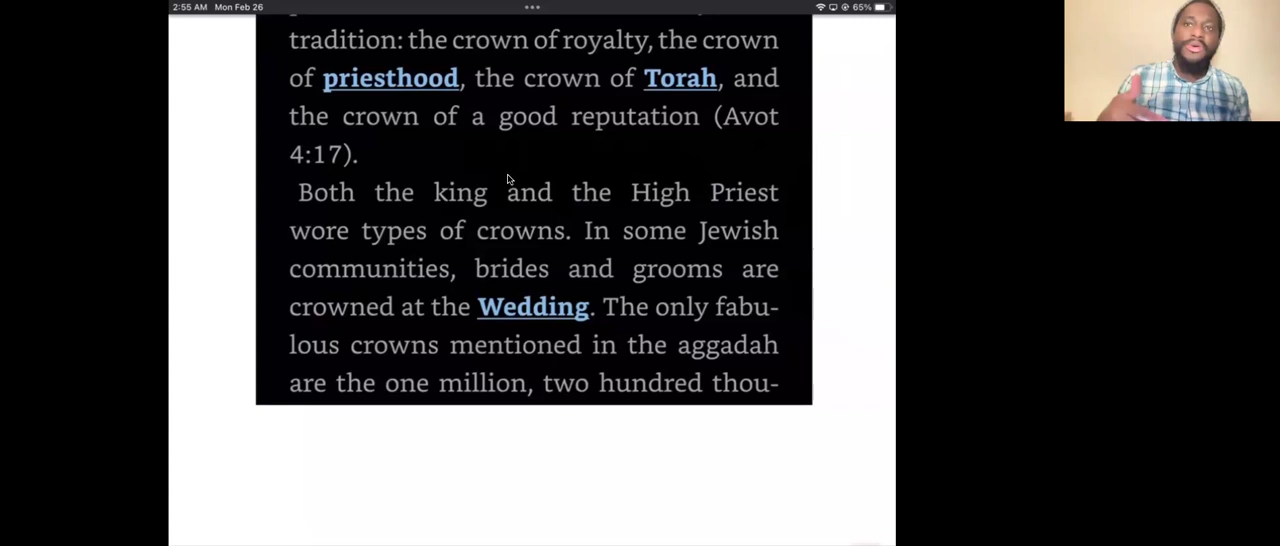 2:55 AM Mon Feb 26
65%
tradition: the crown of royalty, the crown
of priesthood, the crown of Torah, and
the crown of a good reputation (Avot
4:17).
Both the king and the High Priest
wore types of crowns. In some Jewish
communities, brides and grooms are
crowned at the Wedding. The only fabu-
lous crowns mentioned in the aggadah
are the one million, two hundred thou-